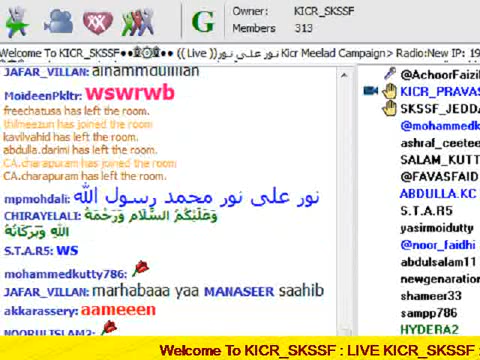 G
Owner: KICR_SKSSF
Members 313
Welcome To KICR_SKSSF●●۩۞۩●● (( Live ))نور على نور Kicr Meelad Campaign> Radio:New IP: 19
JAFAR_VILLAN: alhammdulillah
MoideenPkltr: wswrwb
freechatusa has left the room.
thilmeezun has joined the room
kavilvahid has left the room.
abdulla.darimi has left the room.
CA.charapuram has joined the room
CA.charapuram has left the room.
mpmohdali: نور على نور محمد رسول الله
CHIRAYELALI: وَعَلَيْكُمُ السَّلَام وَرَحْمَةُ
اللهِ وَبَرَكَاتُهُ
S.T.A.R5: ws
mohammedkutty786:
JAFAR_VILLAN: marhabaaa yaa MANASEER saahib
akkarassery: aameeen
NOORULISLAM2:
@AchoorFaizi
KICR_PRAVAS
SKSSF_JEDDA
@mohammedk
ashraf_ceetee
SALAM_KUTT
@FAVASFAID
ABDULLA.KC
S.T.A.R5
yasirmoidutty
@noor_faidhi
abdulsalam11
newgenaration
shameer33
sampp786
HYDERA2
Welcome To KICR_SKSSF : LIVE KICR_SKSSF :